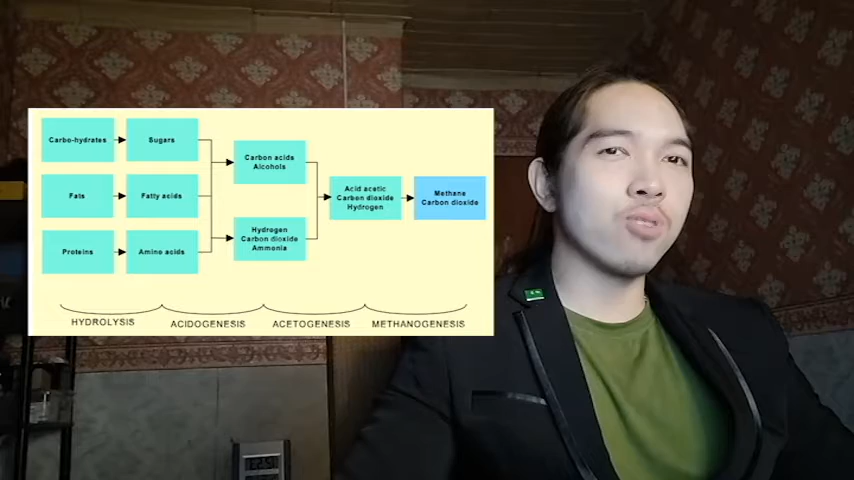 Carbo-hydrates
Sugars
Fats
Fatty acids
Proteins
Amino acids
Carbon acids
Alcohols
Hydrogen
Carbon dioxide
Ammonia
Acid acetic
Carbon dioxide
Hydrogen
Methane
Carbon dioxide
HYDROLYSIS
ACIDOGENESIS
ACETOGENESIS
METHANOGENESIS